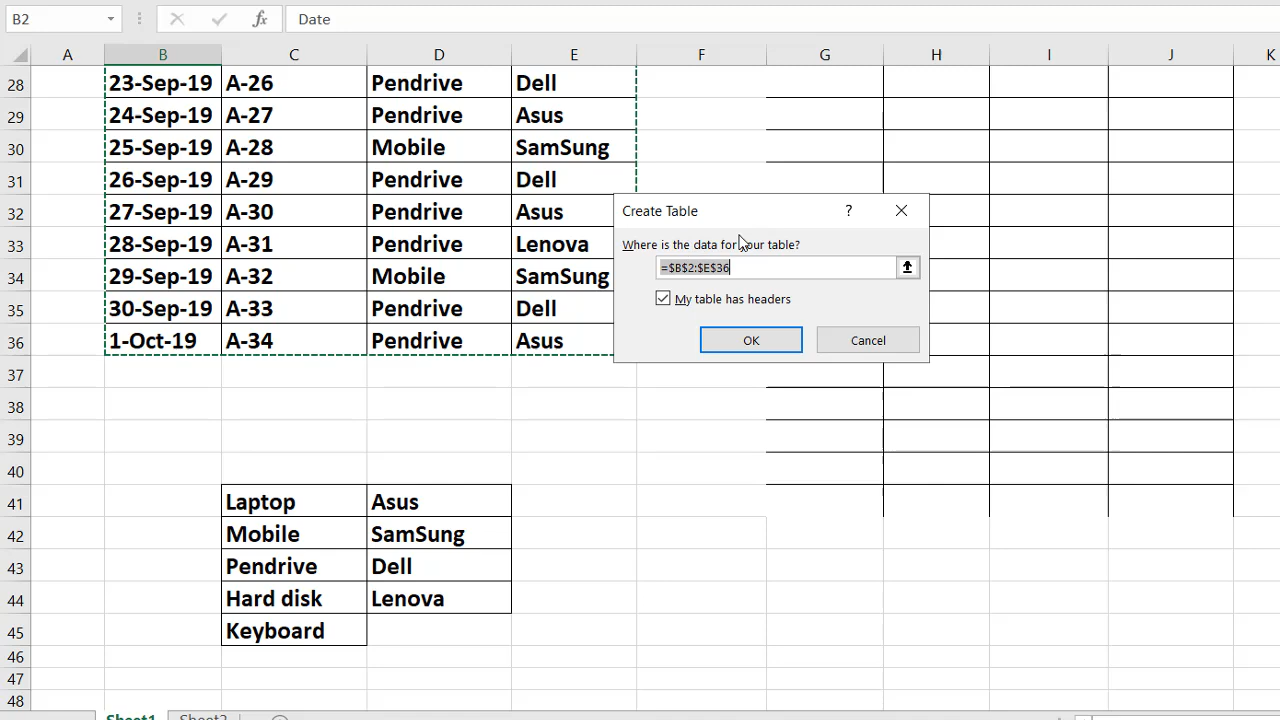 B2 fx Date
A B C D E F G H I J K
28 23-Sep-19 A-26 Pendrive Dell
29 24-Sep-19 A-27 Pendrive Asus
30 25-Sep-19 A-28 Mobile SamSung
31 26-Sep-19 A-29 Pendrive Dell
32 27-Sep-19 A-30 Pendrive Asus
33 28-Sep-19 A-31 Pendrive Lenova
34 29-Sep-19 A-32 Mobile SamSung
35 30-Sep-19 A-33 Pendrive Dell
36 1-Oct-19 A-34 Pendrive Asus
Create Table ?
Where is the data for your table?
=$B$2:$E$36
My table has headers
OK Cancel
37
38
39
40
41 Laptop Asus
42 Mobile SamSung
43 Pendrive Dell
44 Hard disk Lenova
45 Keyboard
46
47
48
Sheet1 Sheet2